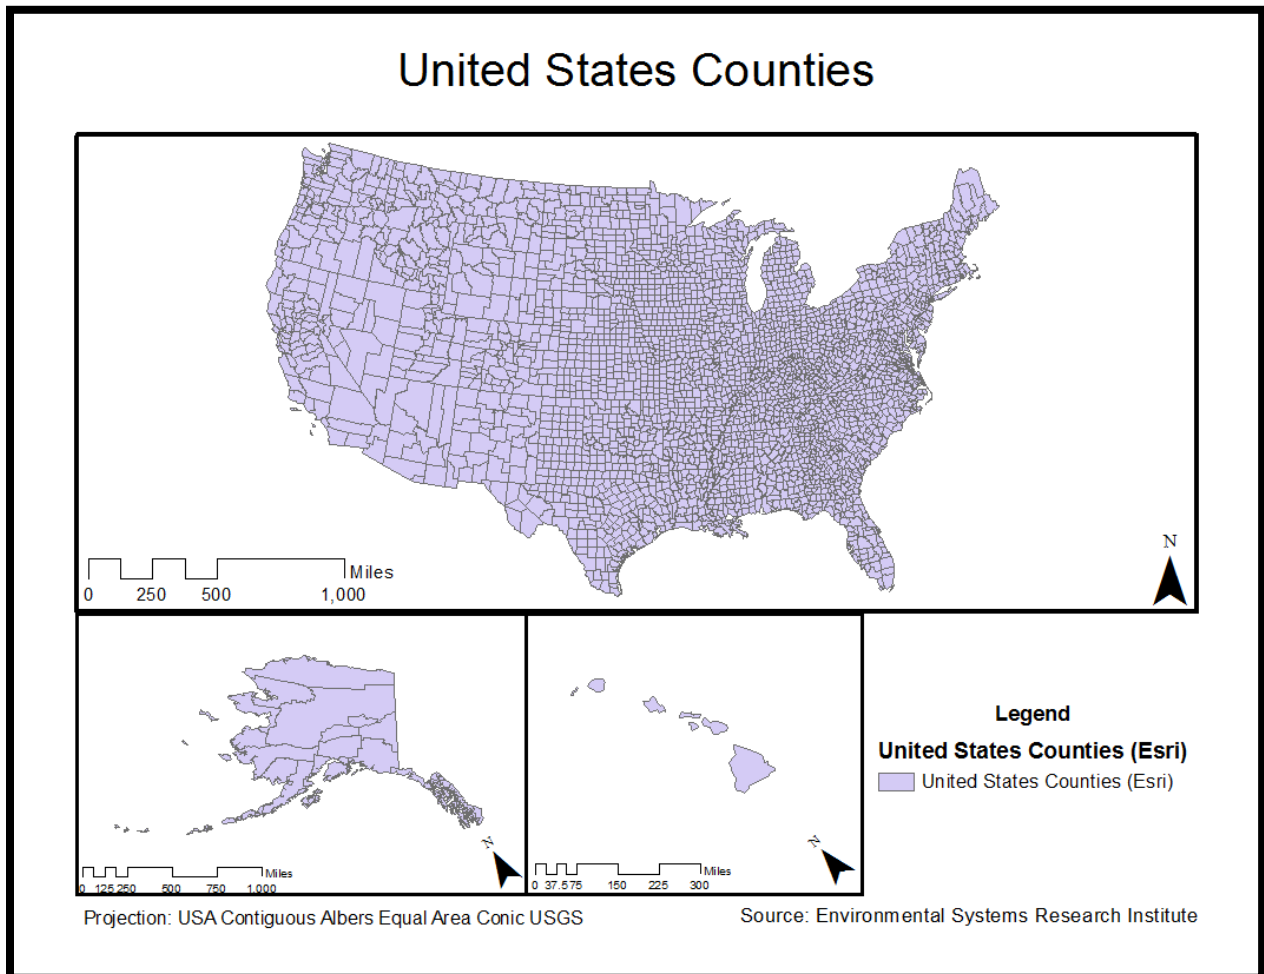 United States Counties
N
Miles
0 250 500 1,000
N
Miles
0 125 250 500 750 1,000
N
Miles
0 37.5 75 150 225 300
Legend
United States Counties (Esri)
United States Counties (Esri)
Projection: USA Contiguous Albers Equal Area Conic USGS
Source: Environmental Systems Research Institute